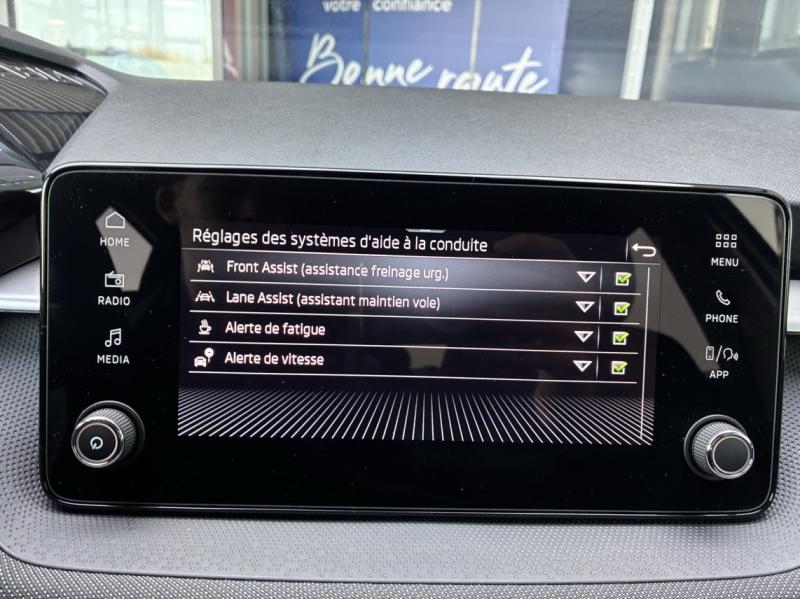 votre confiance
Bonne route
HOME
RADIO
MEDIA
Réglages des systèmes d'aide à la conduite
Front Assist (assistance freinage urg.)
Lane Assist (assistant maintien voie)
Alerte de fatigue
Alerte de vitesse
MENU
PHONE
APP